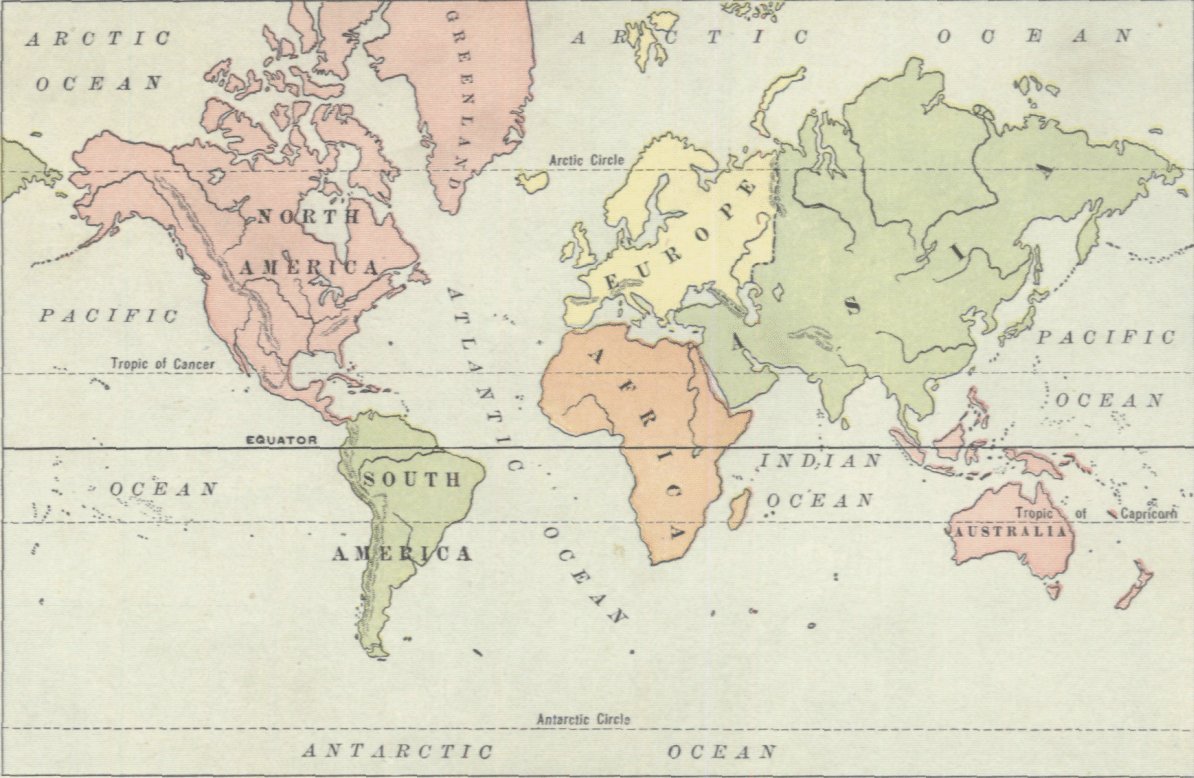 ARCTIC
OCEAN
GREENLAND
ARCTIC OCEAN
Arctic Circle
NORTH
AMERICA
EUROPE
ASIA
PACIFIC
ATLANTIC
PACIFIC
Tropic of Cancer
AFRICA
OCEAN
EQUATOR
INDIAN
SOUTH
OCEAN
OCEAN
Tropic of Capricorn
AUSTRALIA
AMERICA
OCEAN
Antarctic Circle
ANTARCTIC OCEAN